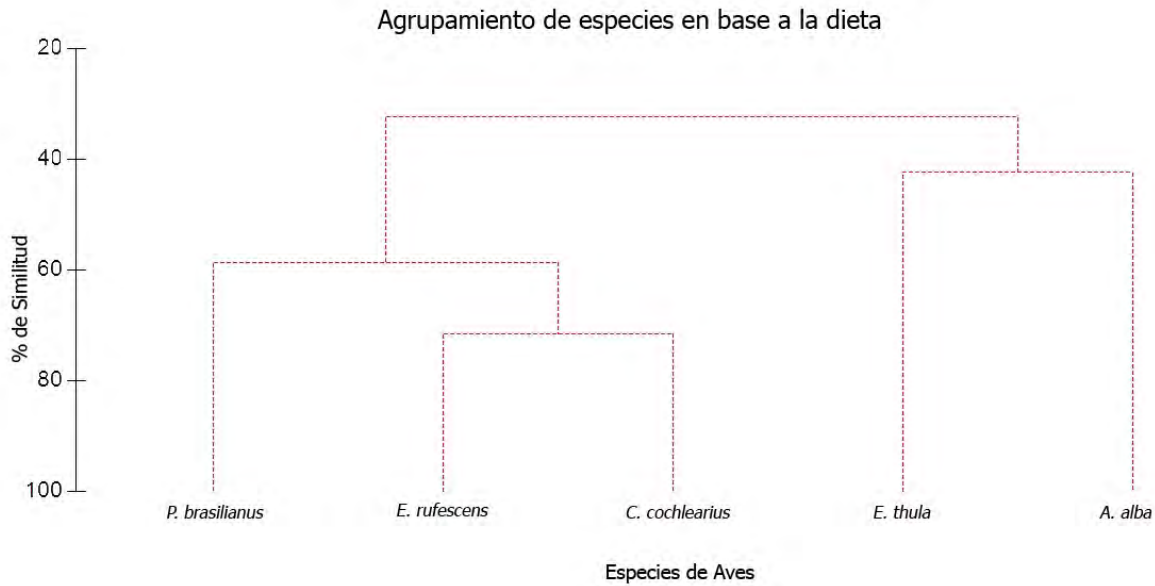 Agrupamiento de especies en base a la dieta
20
40
60
80
100
% de Similitud
P. brasilianus
E. rufescens
C. cochlearius
E. thula
A. alba
Especies de Aves